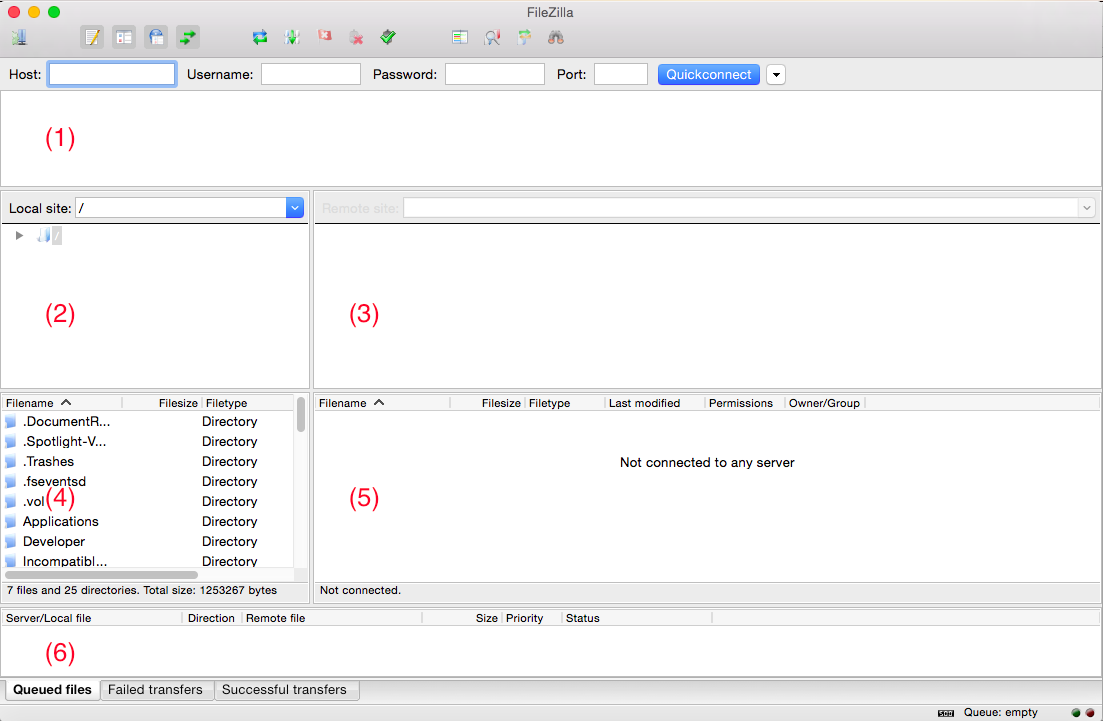 FileZilla
Host: Username: Password: Port: Quickconnect
(1)
Local site: / Remote site:
/
(2) (3)
Filename Filesize Filetype Filename Filesize Filetype Last modified Permissions Owner/Group
.DocumentR... Directory
.Spotlight-V... Directory
.Trashes Directory Not connected to any server
.fseventsd Directory
.vol Directory
(4) (5)
Applications Directory
Developer Directory
Incompatibl... Directory
7 files and 25 directories. Total size: 1253267 bytes Not connected.
Server/Local file Direction Remote file Size Priority Status
(6)
Queued files Failed transfers Successful transfers
Queue: empty